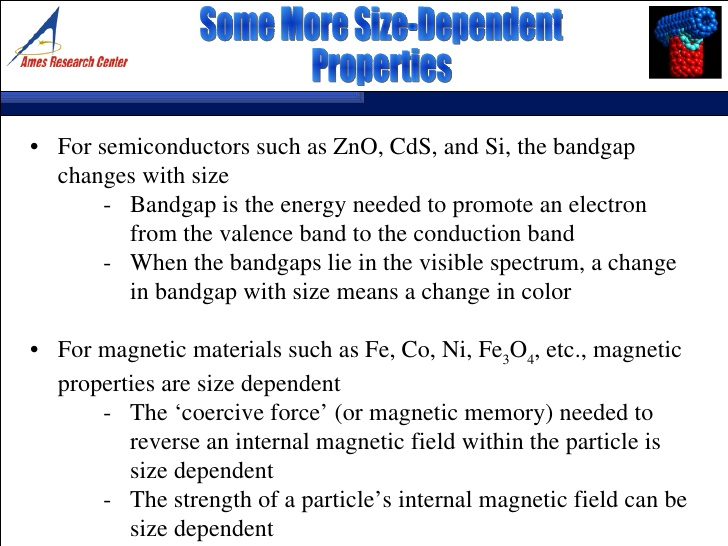 Some More Size-Dependent
Properties
Ames Research Center
• For semiconductors such as ZnO, CdS, and Si, the bandgap
changes with size
- Bandgap is the energy needed to promote an electron
from the valence band to the conduction band
- When the bandgaps lie in the visible spectrum, a change
in bandgap with size means a change in color
• For magnetic materials such as Fe, Co, Ni, Fe₃O₄, etc., magnetic
properties are size dependent
- The ‘coercive force’ (or magnetic memory) needed to
reverse an internal magnetic field within the particle is
size dependent
- The strength of a particle’s internal magnetic field can be
size dependent